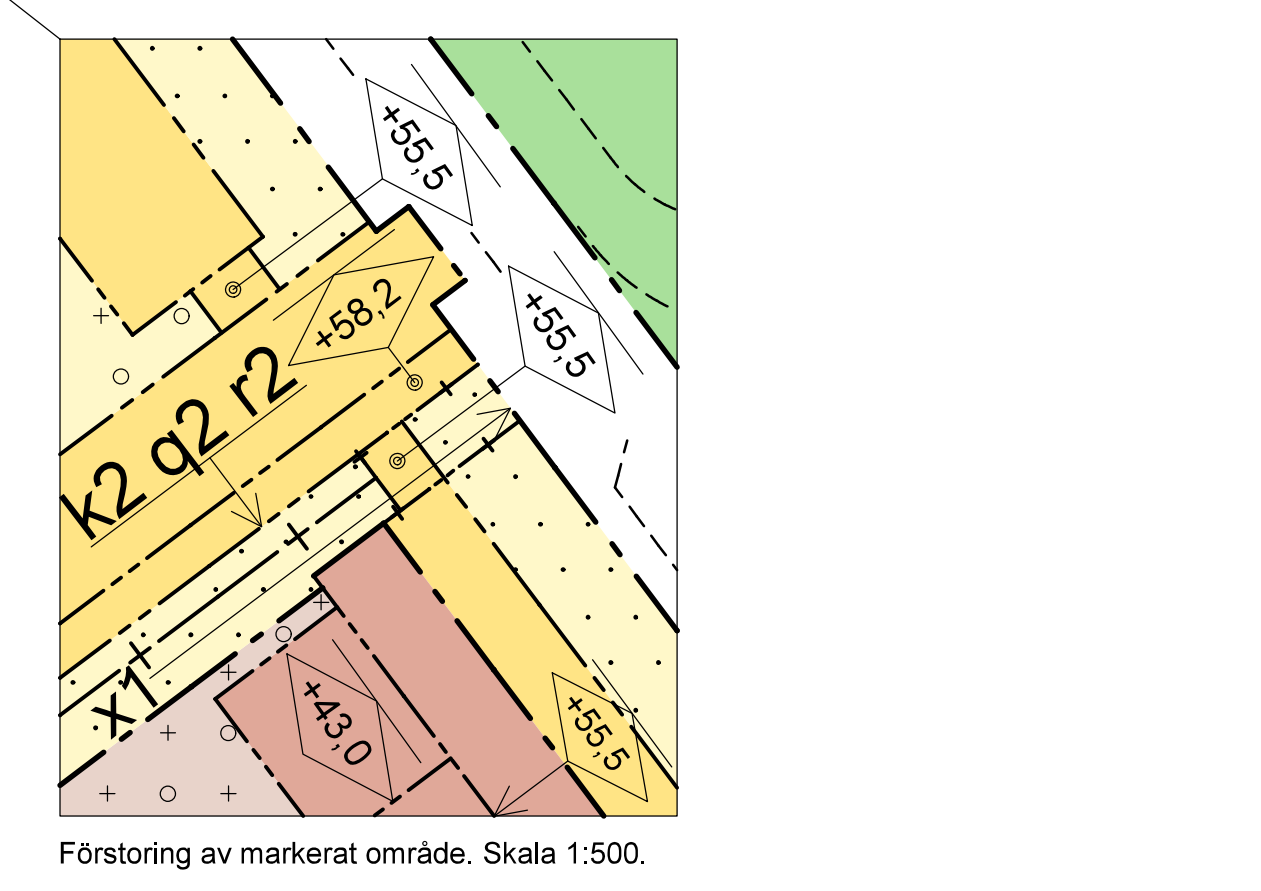 +55,5
+58,2
+55,5
k2 q2 r2
x1
+43,0
+55,5
Förstoring av markerat område. Skala 1:500.